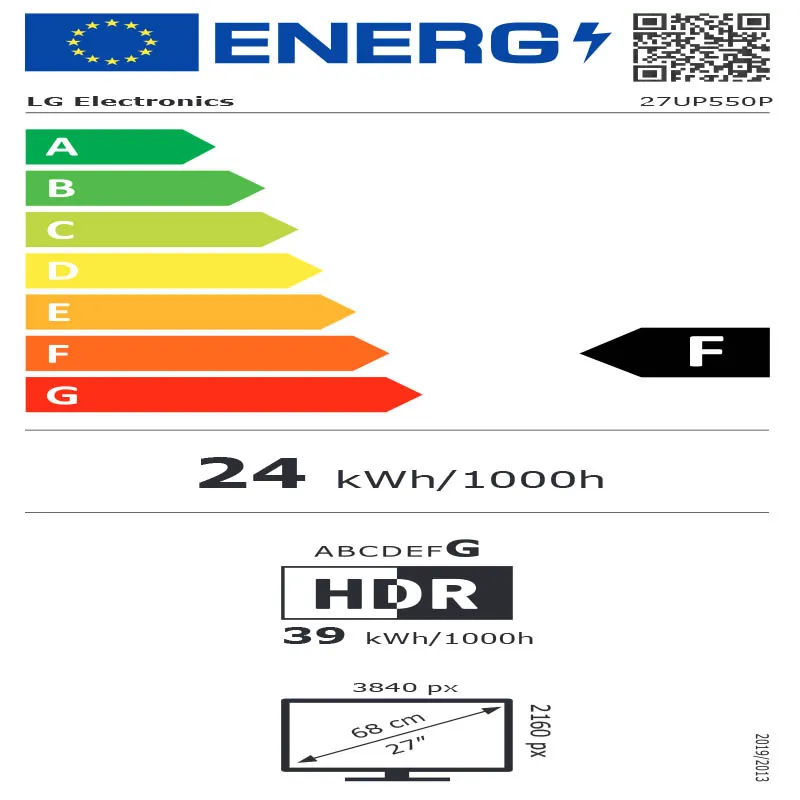 ENERG
LG Electronics 27UP550P
A
B
C
D
E
F
F
G
24 kWh/1000h
ABCDEFG
HDR
39 kWh/1000h
3840 px
68 cm
27"
2160 px
2019/2013